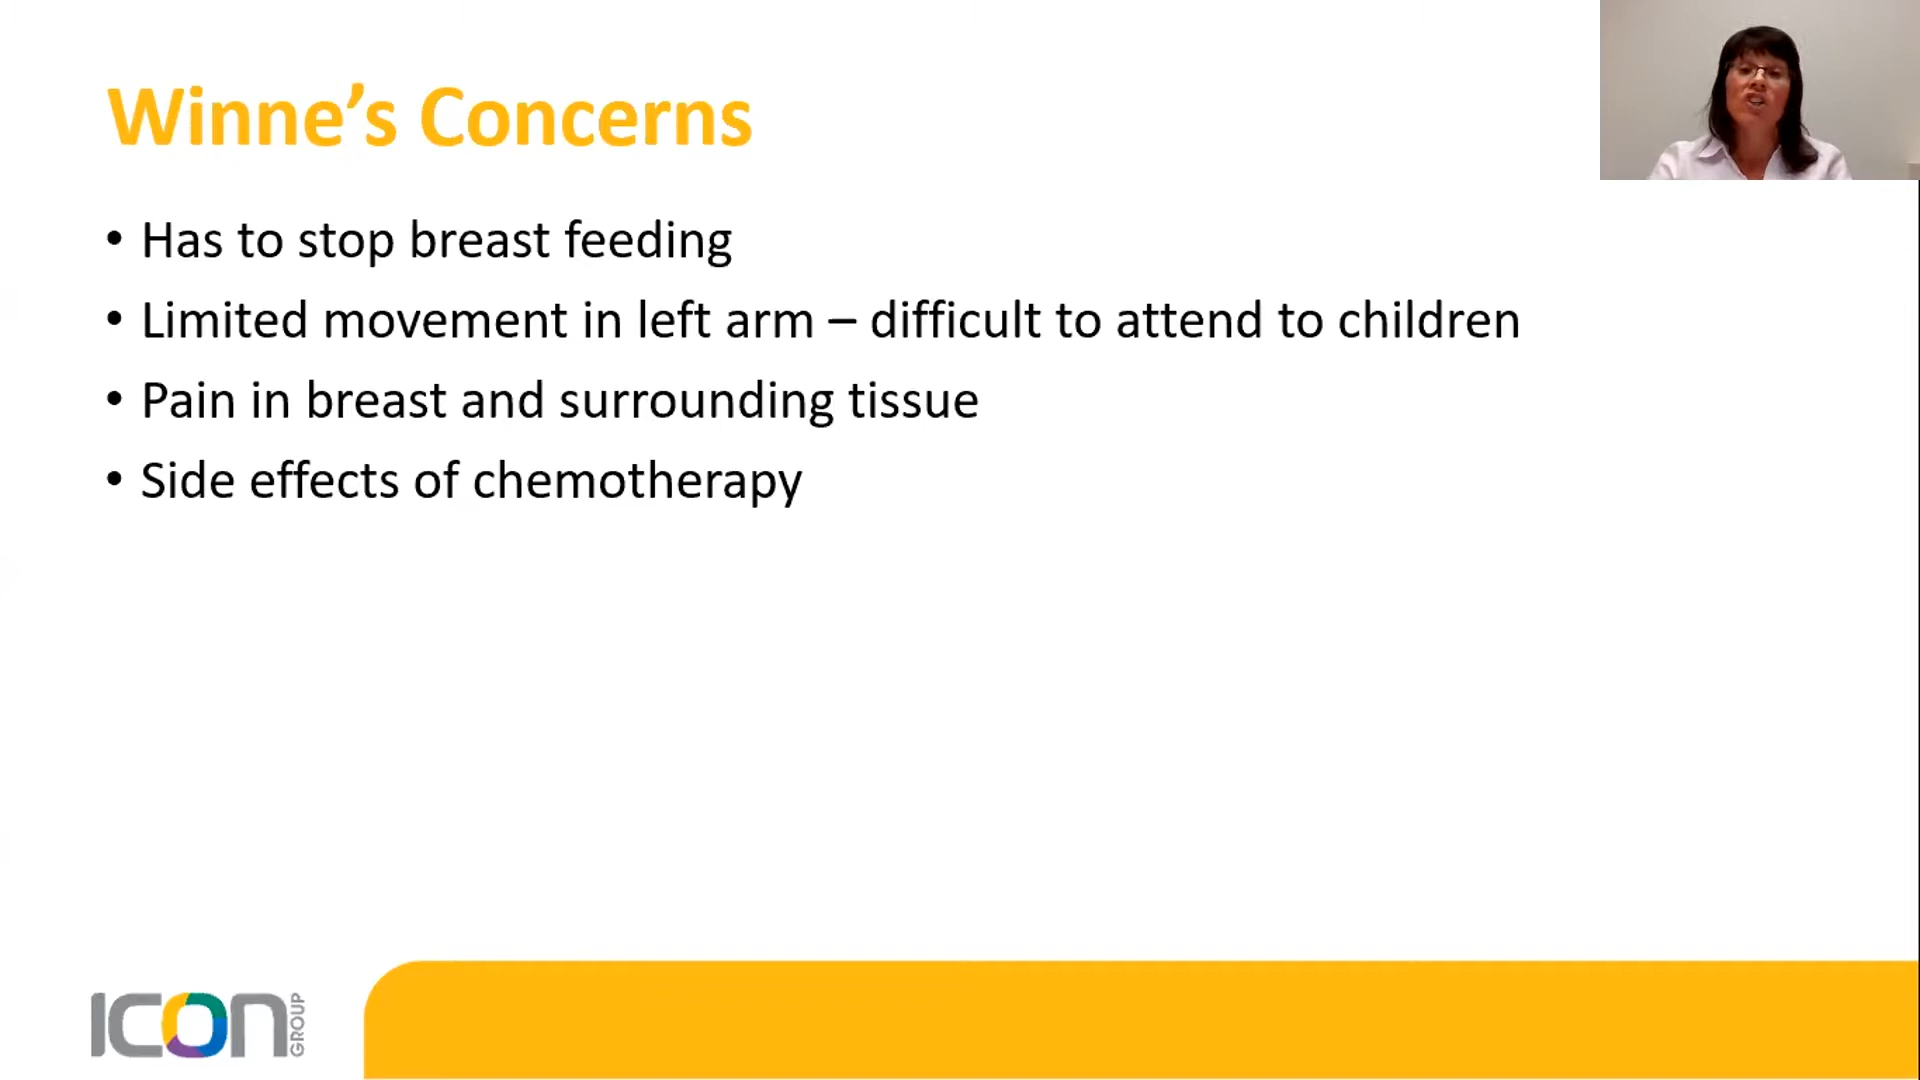 Winne’s Concerns
• Has to stop breast feeding
• Limited movement in left arm – difficult to attend to children
• Pain in breast and surrounding tissue
• Side effects of chemotherapy
ICON GROUP